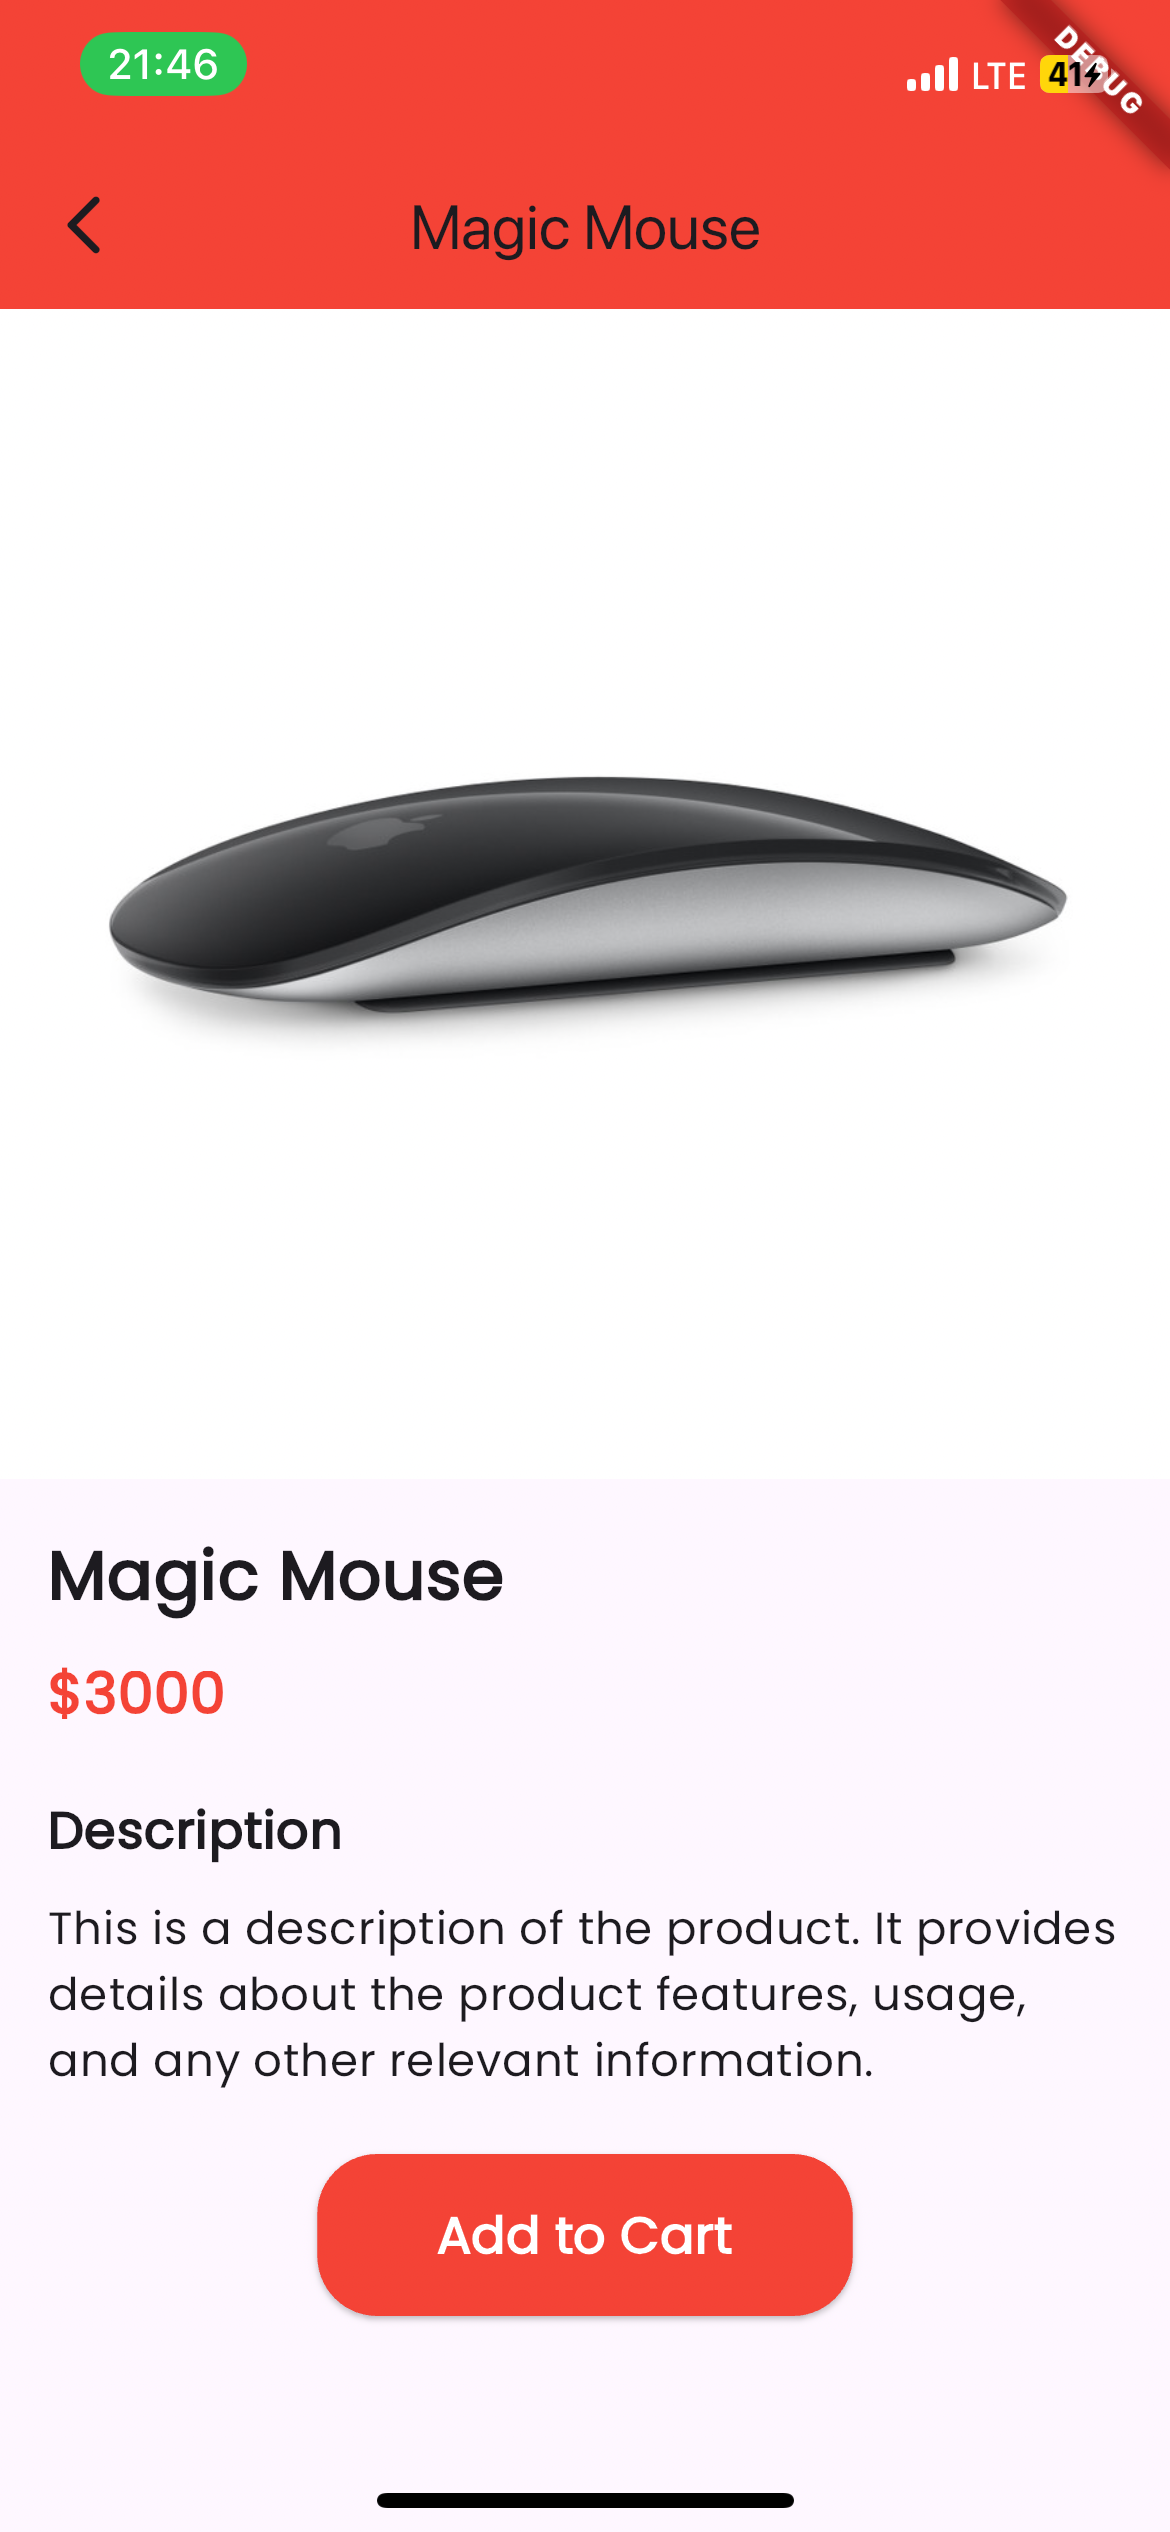 21:46
LTE
41
DEBUG
Magic Mouse
Magic Mouse
$3000
Description
This is a description of the product. It provides
details about the product features, usage,
and any other relevant information.
Add to Cart